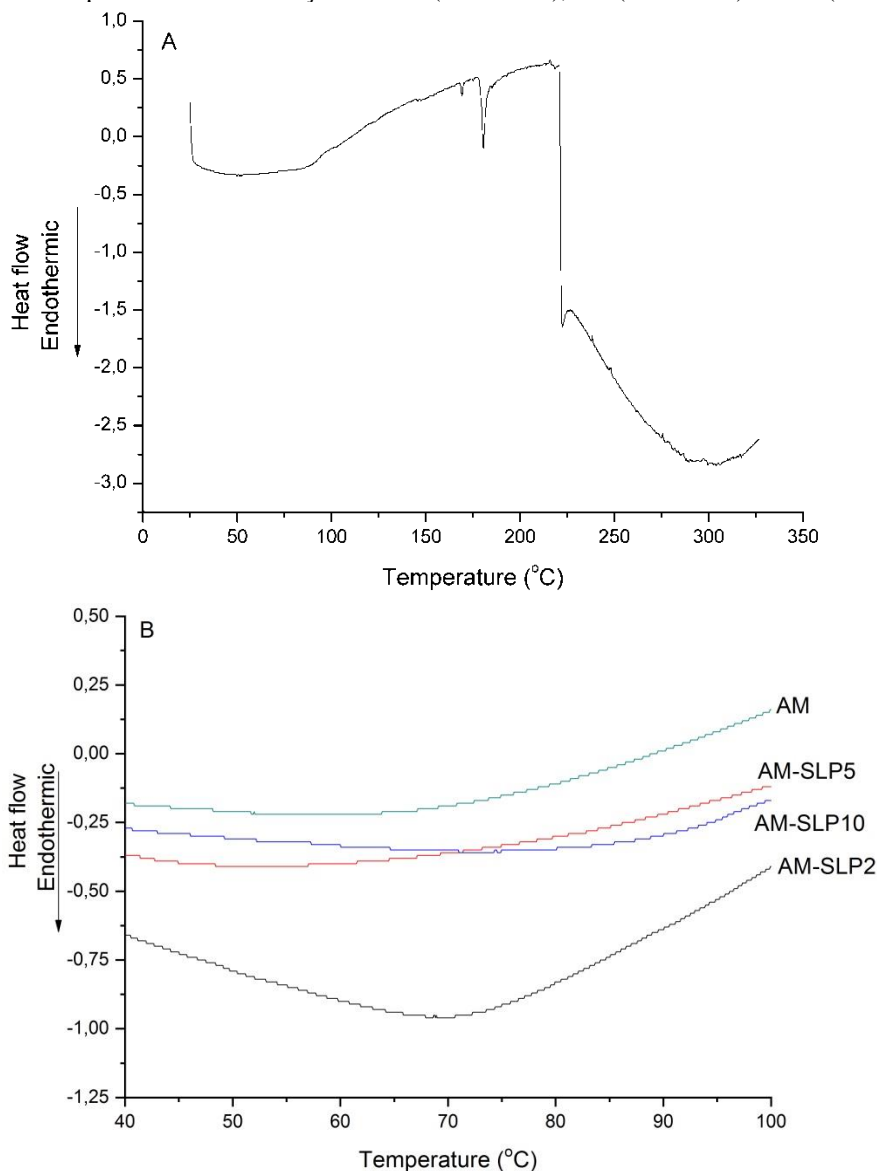 A
1,0
0,5
0,0
-0,5
-1,0
-1,5
-2,0
-2,5
-3,0
Heat flow
Endothermic
0 50 100 150 200 250 300 350
Temperature (°C)
B
0,50
0,25
0,00
-0,25
-0,50
-0,75
-1,00
-1,25
Heat flow
Endothermic
AM
AM-SLP5
AM-SLP10
AM-SLP2
40 50 60 70 80 90 100
Temperature (°C)